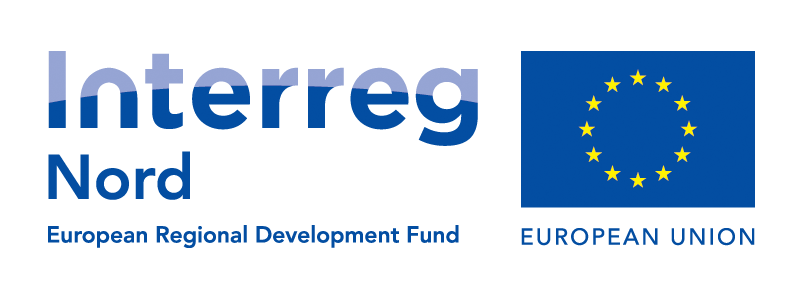 Interreg
Nord
European Regional Development Fund
EUROPEAN UNION